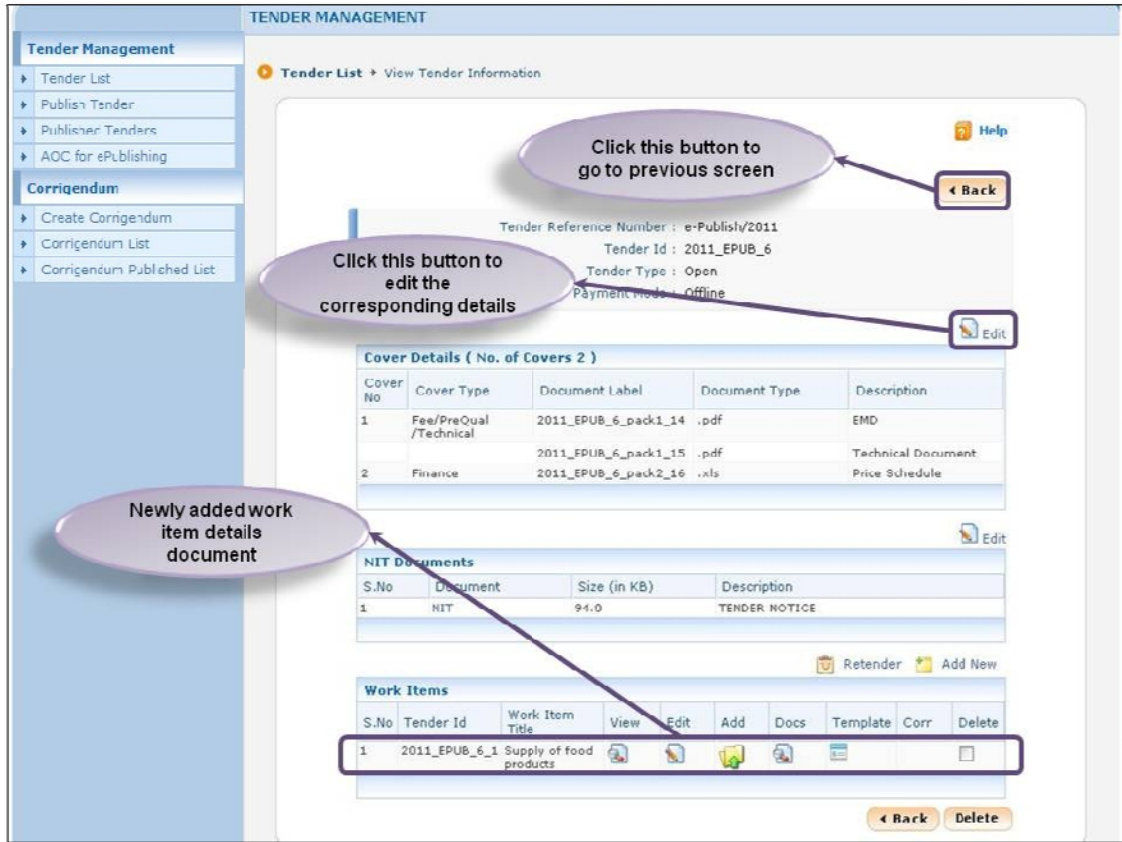 TENDER MANAGEMENT
Tender Management
Tender List
Publish Tender
Published Tenders
AOC for ePublishing
Corrigendum
Create Corrigendum
Corrigendum List
Corrigendum Published List
Tender List View Tender Information
Help
Click this button to
go to previous screen
Back
Tender Reference Number : e-Publish/2011
Tender Id : 2011_EPUB_6
Tender Type : Open
Payment Mode : Offline
Click this button to
edit the
corresponding details
Edit
Cover Details ( No. of Covers 2 )
Cover No Cover Type Document Label Document Type Description
1 Fee/PreQual /Technical 2011_EPUB_6_pack1_14 .pdf EMD
2011_EPUB_6_pack1_15 .pdf Technical Document
2 Finance 2011_EPUB_6_pack2_16 .xls Price Schedule
Newly added work
item details
document
Edit
NIT Documents
S.No Document Size (in KB) Description
1 NIT 94.0 TENDER NOTICE
Retender Add New
Work Items
S.No Tender Id Work Item Title View Edit Add Docs Template Corr Delete
1 2011_EPUB_6_1 Supply of food products
Back Delete